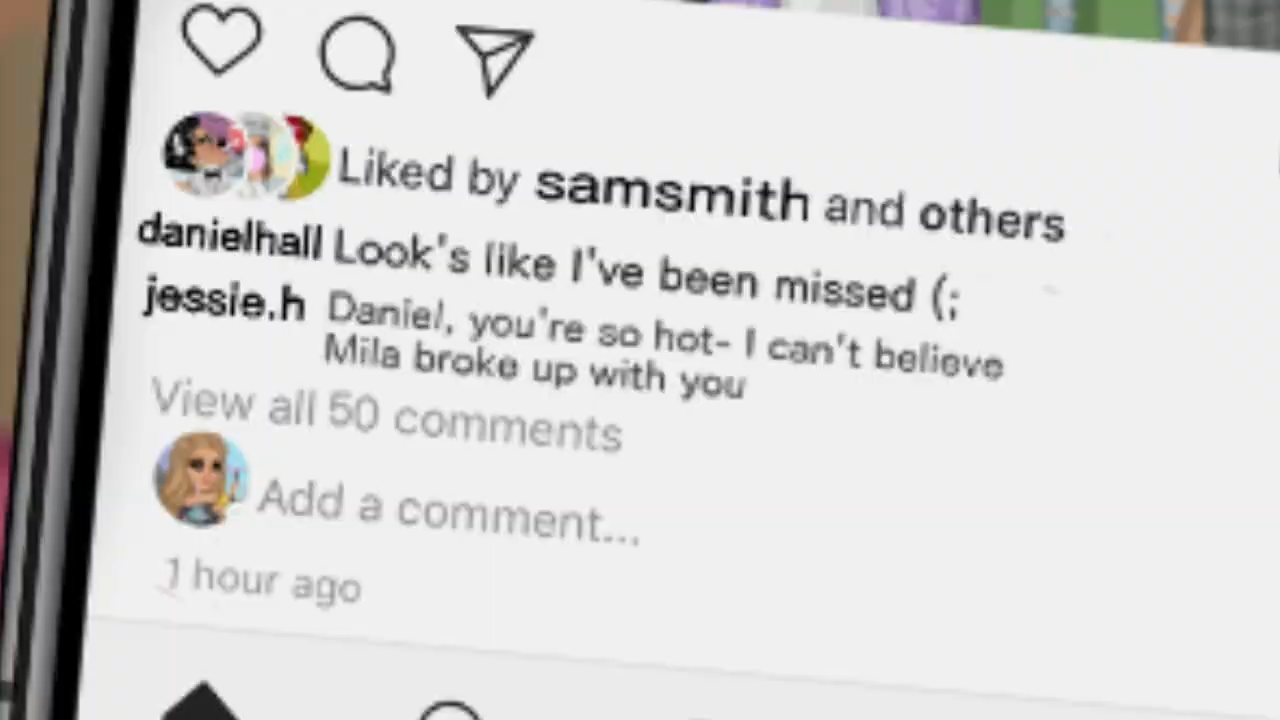 Liked by samsmith and others
danielhall Look's like I've been missed (;
jessie.h Daniel, you're so hot- I can't believe
Mila broke up with you
View all 50 comments
Add a comment...
1 hour ago